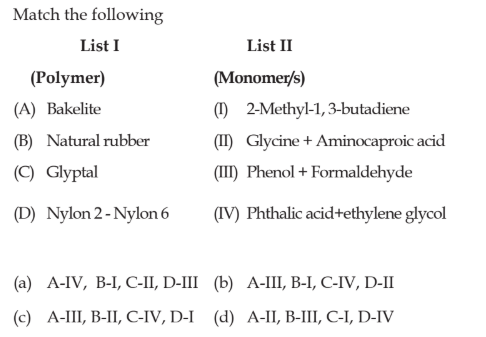 Match the following
List I List II
(Polymer) (Monomer/s)
(A) Bakelite (I) 2-Methyl-1, 3-butadiene
(B) Natural rubber (II) Glycine + Aminocaproic acid
(C) Glyptal (III) Phenol + Formaldehyde
(D) Nylon 2 - Nylon 6 (IV) Phthalic acid+ethylene glycol
(a) A-IV, B-I, C-II, D-III (b) A-III, B-I, C-IV, D-II
(c) A-III, B-II, C-IV, D-I (d) A-II, B-III, C-I, D-IV